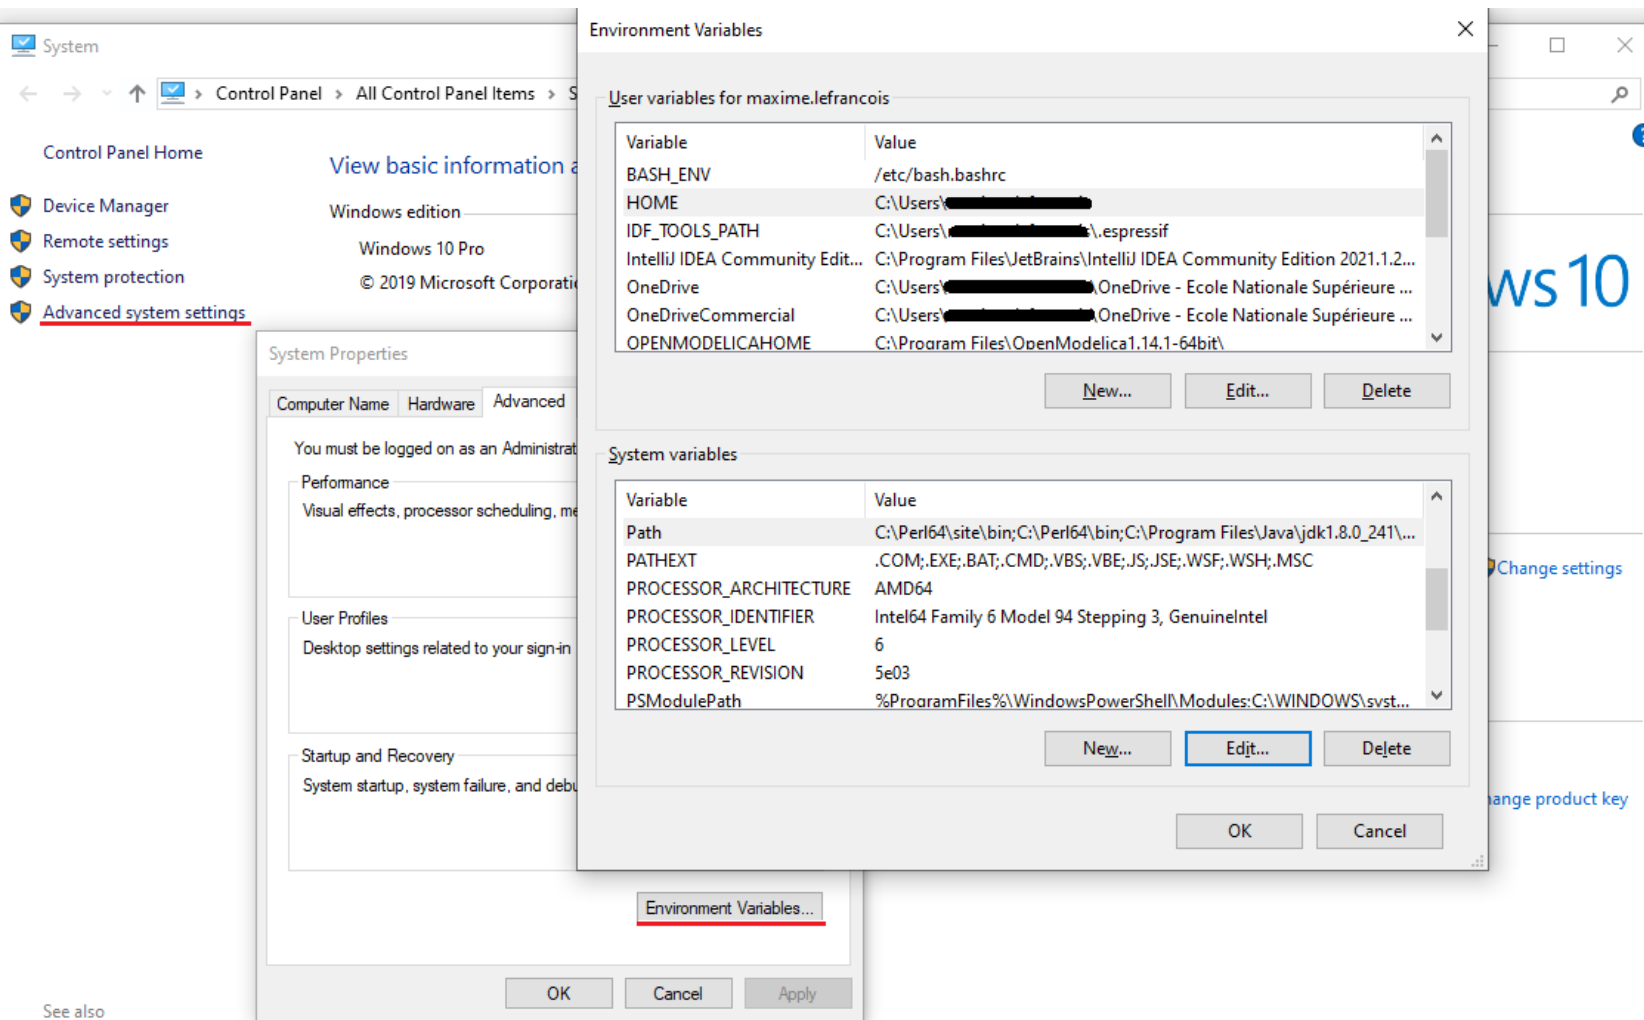 System
Control Panel > All Control Panel Items > S
Control Panel Home
Device Manager
Remote settings
System protection
Advanced system settings
See also
View basic information a
Windows edition
Windows 10 Pro
© 2019 Microsoft Corporatio
ws 10
Change settings
ange product key
System Properties
Computer Name
Hardware
Advanced
You must be logged on as an Administrat
Performance
Visual effects, processor scheduling, me
User Profiles
Desktop settings related to your sign-in
Startup and Recovery
System startup, system failure, and debu
Environment Variables...
OK
Cancel
Apply
Environment Variables
User variables for maxime.lefrancois
Variable Value
BASH_ENV /etc/bash.bashrc
HOME C:\Users\
IDF_TOOLS_PATH C:\Users\ \.espressif
IntelliJ IDEA Community Edit... C:\Program Files\JetBrains\IntelliJ IDEA Community Edition 2021.1.2...
OneDrive C:\Users\ \OneDrive - Ecole Nationale Supérieure ...
OneDriveCommercial C:\Users\ \OneDrive - Ecole Nationale Supérieure ...
OPENMODELICAHOME C:\Program Files\OpenModelica1.14.1-64bit\
New...
Edit...
Delete
System variables
Variable Value
Path C:\Perl64\site\bin;C:\Perl64\bin;C:\Program Files\Java\jdk1.8.0_241\...
PATHEXT .COM;.EXE;.BAT;.CMD;.VBS;.VBE;.JS;.JSE;.WSF;.WSH;.MSC
PROCESSOR_ARCHITECTURE AMD64
PROCESSOR_IDENTIFIER Intel64 Family 6 Model 94 Stepping 3, GenuineIntel
PROCESSOR_LEVEL 6
PROCESSOR_REVISION 5e03
PSModulePath %ProgramFiles%\WindowsPowerShell\Modules;C:\WINDOWS\syst...
New...
Edit...
Delete
OK
Cancel